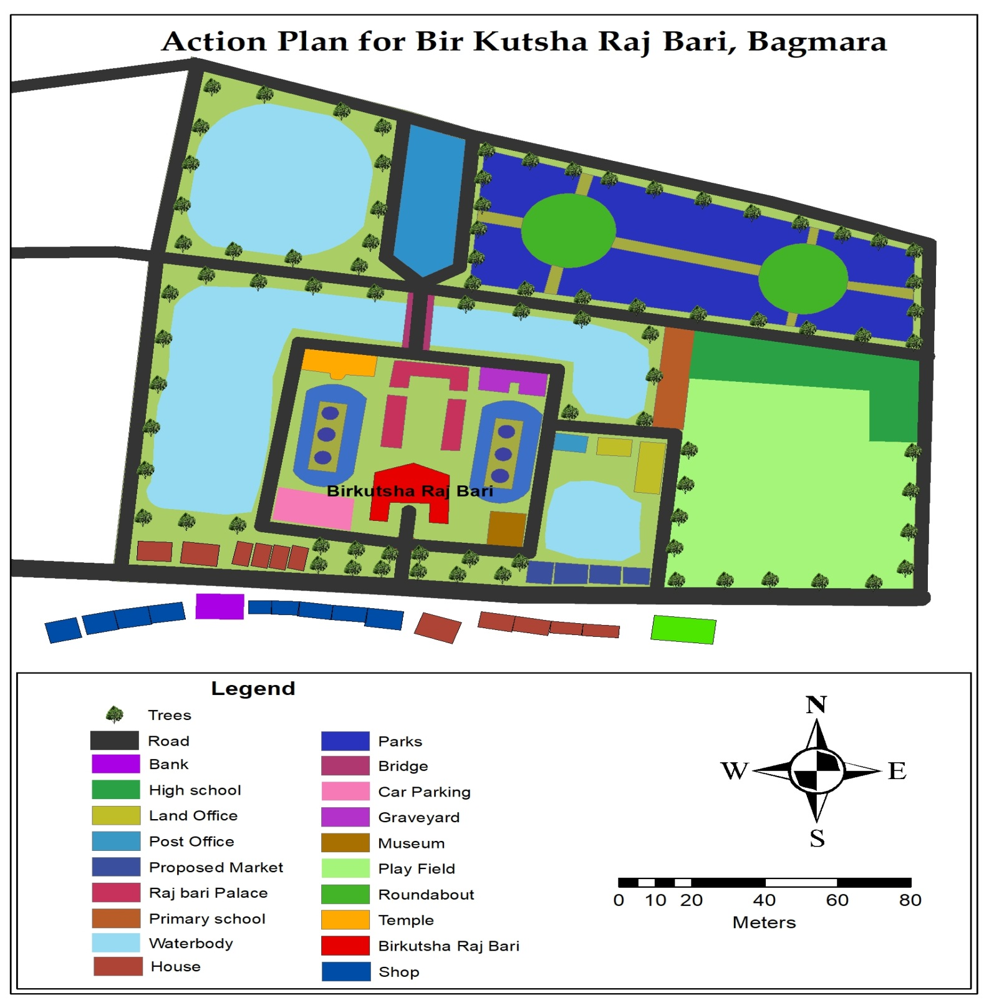 Action Plan for Bir Kutsha Raj Bari, Bagmara
Birkutsha Raj Bari
Legend
Trees
Road
Bank
High school
Land Office
Post Office
Proposed Market
Raj bari Palace
Primary school
Waterbody
House
Parks
Bridge
Car Parking
Graveyard
Museum
Play Field
Roundabout
Temple
Birkutsha Raj Bari
Shop
N
W E
S
0 10 20 40 60 80
Meters